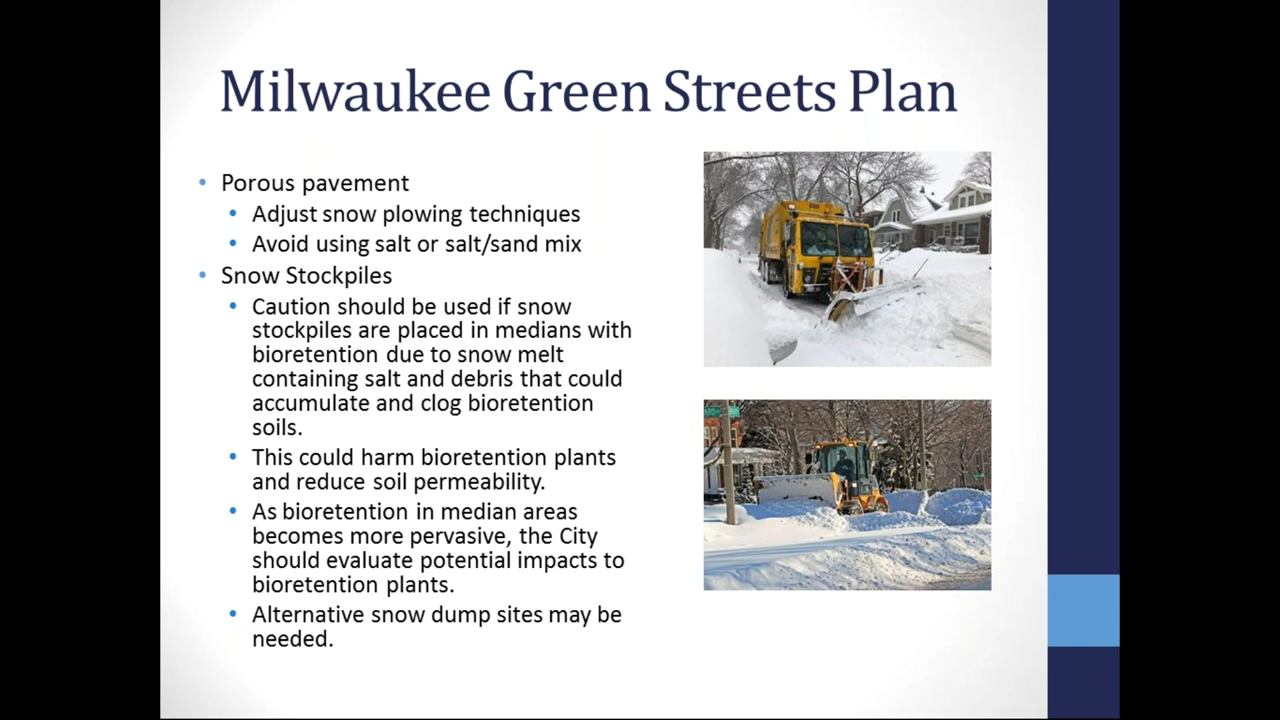 Milwaukee Green Streets Plan
• Porous pavement
• Adjust snow plowing techniques
• Avoid using salt or salt/sand mix
• Snow Stockpiles
• Caution should be used if snow
stockpiles are placed in medians with
bioretention due to snow melt
containing salt and debris that could
accumulate and clog bioretention
soils.
• This could harm bioretention plants
and reduce soil permeability.
• As bioretention in median areas
becomes more pervasive, the City
should evaluate potential impacts to
bioretention plants.
• Alternative snow dump sites may be
needed.